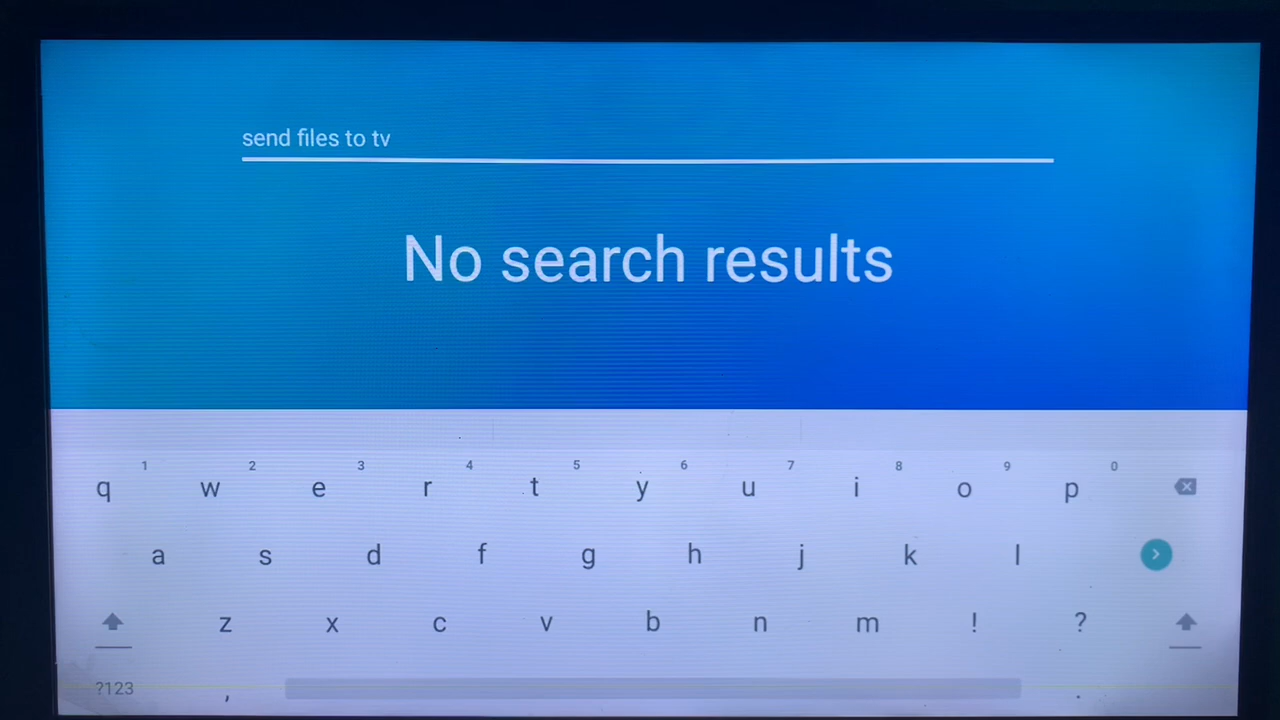 send files to tv
No search results
1 2 3 4 5 6 7 8 9 0
q w e r t y u i o p
a s d f g h j k l
z x c v b n m ! ?
?123 , .